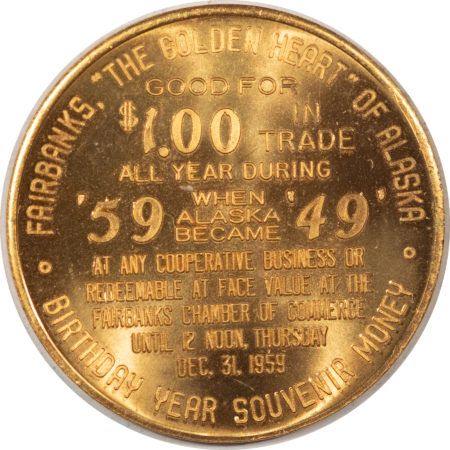 FAIRBANKS, "THE GOLDEN HEART" OF ALASKA
GOOD FOR
$1.00 IN TRADE
ALL YEAR DURING
'59 WHEN ALASKA BECAME '49'
AT ANY COOPERATIVE BUSINESS OR
REDEEMABLE AT FACE VALUE AT THE
FAIRBANKS CHAMBER OF COMMERCE
UNTIL 12 NOON, THURSDAY
DEC. 31, 1959
BIRTHDAY YEAR SOUVENIR MONEY